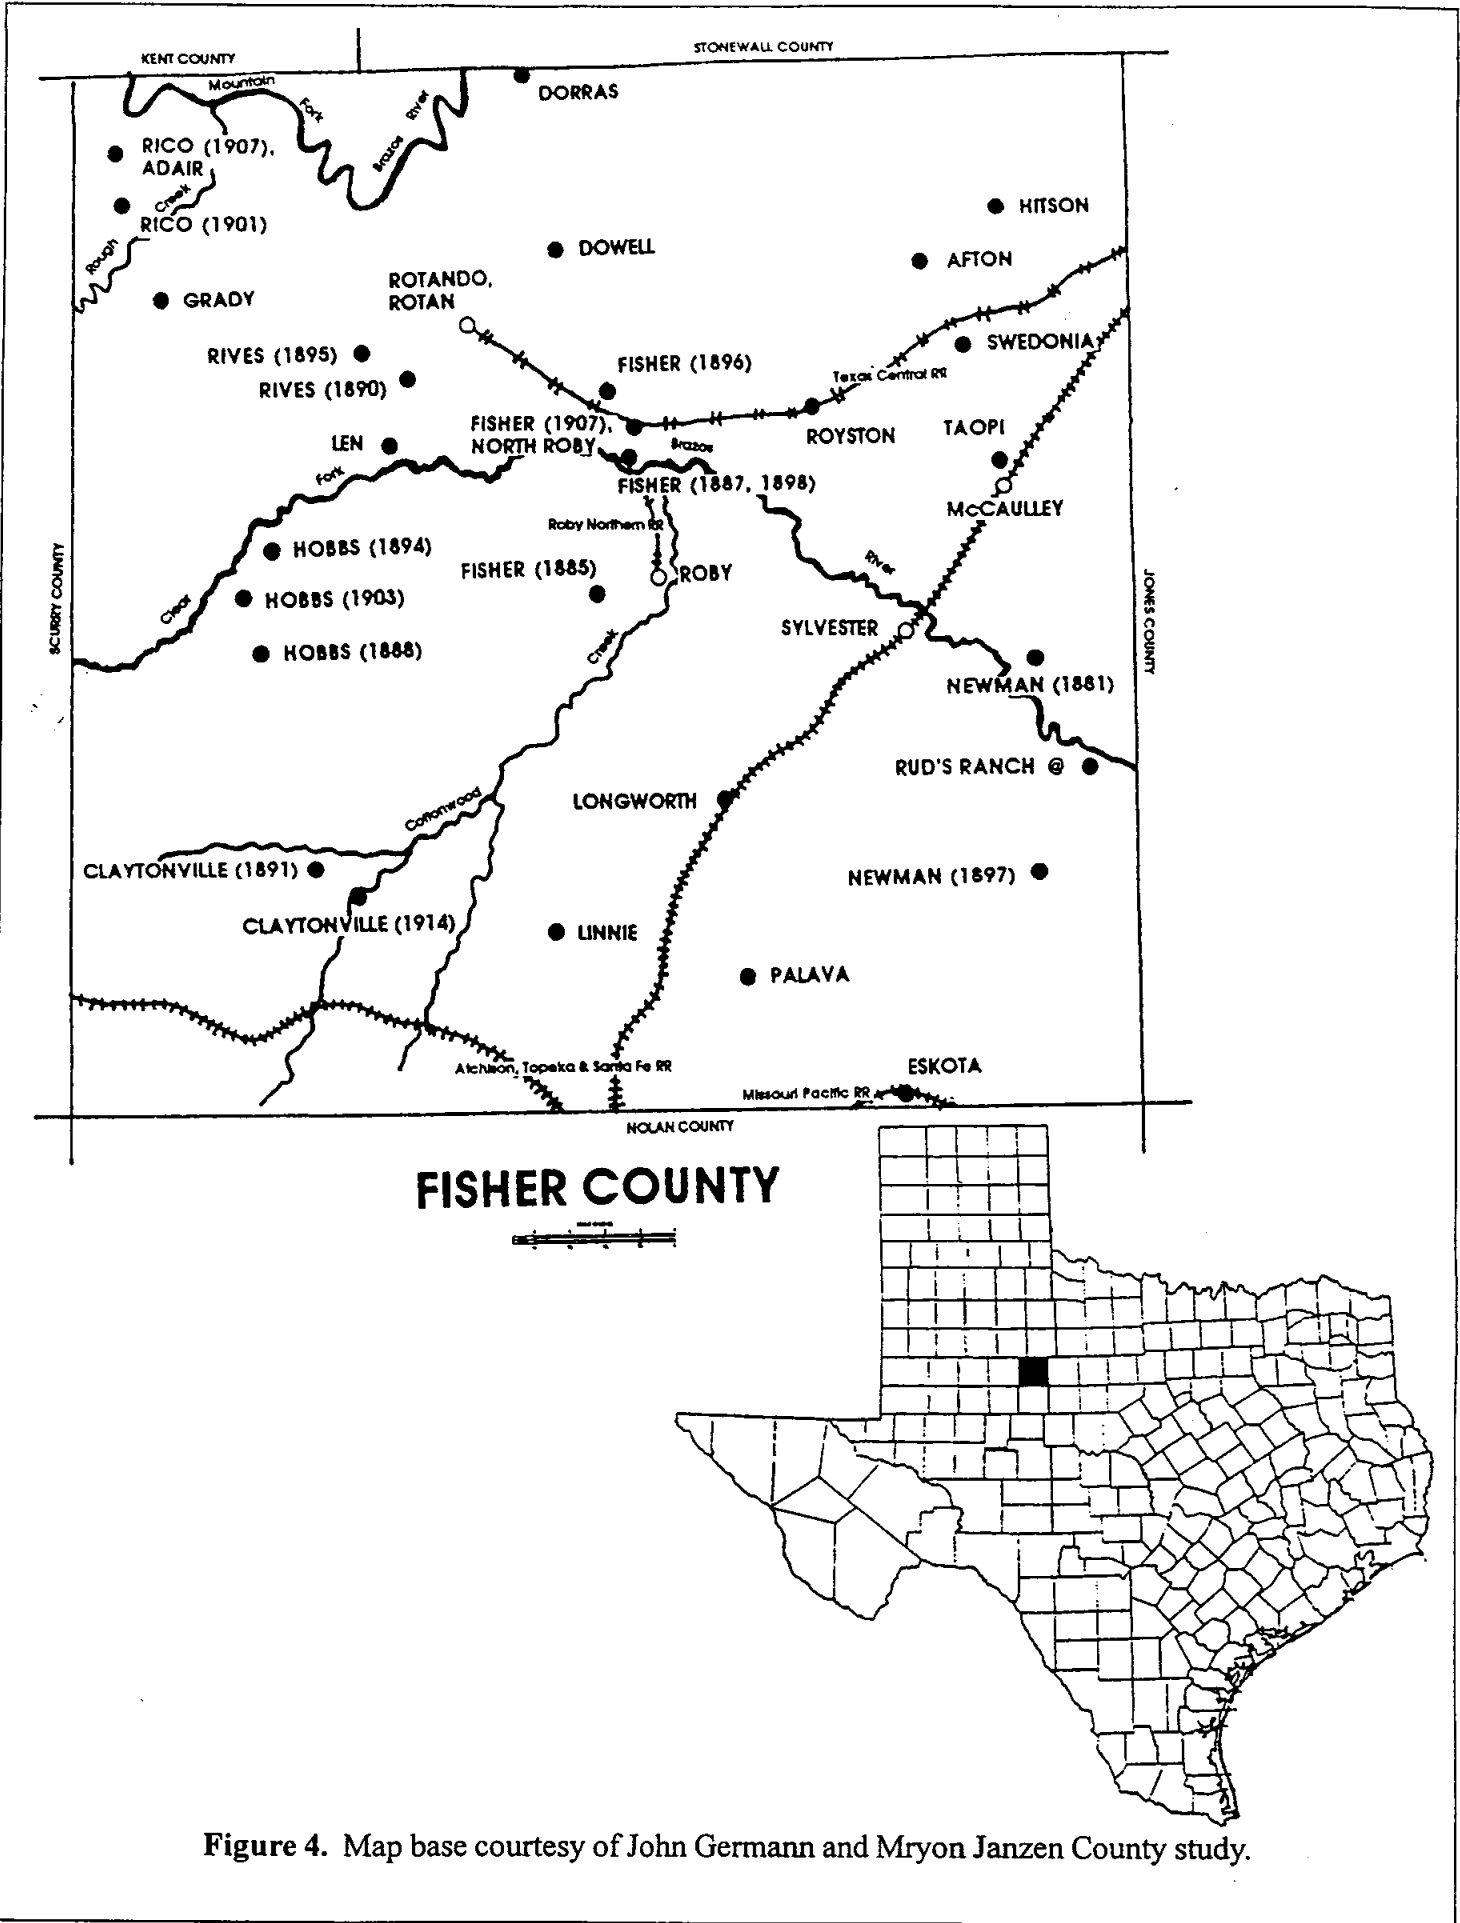 KENT COUNTY
STONEWALL COUNTY
Mountain
Fork
Brazos River
DORRAS
RICO (1907),
ADAIR
Rough Creek
RICO (1901)
HITSON
DOWELL
AFTON
ROTANDO,
ROTAN
GRADY
RIVES (1895)
SWEDONIA
FISHER (1896)
Texas Central RR
RIVES (1890)
FISHER (1907),
NORTH ROBY
ROYSTON
TAOPI
LEN
Brazos
Fork
FISHER (1887, 1898)
McCAULLEY
Roby Northern RR
HOBBS (1894)
FISHER (1885)
ROBY
River
SCURRY COUNTY
JONES COUNTY
HOBBS (1903)
Clear
SYLVESTER
HOBBS (1888)
Creek
NEWMAN (1881)
RUD'S RANCH @
LONGWORTH
Cottonwood
CLAYTONVILLE (1891)
NEWMAN (1897)
CLAYTONVILLE (1914)
LINNIE
PALAVA
Atchison, Topeka & Santa Fe RR
ESKOTA
Missouri Pacific RR
NOLAN COUNTY
FISHER COUNTY
Figure 4. Map base courtesy of John Germann and Mryon Janzen County study.